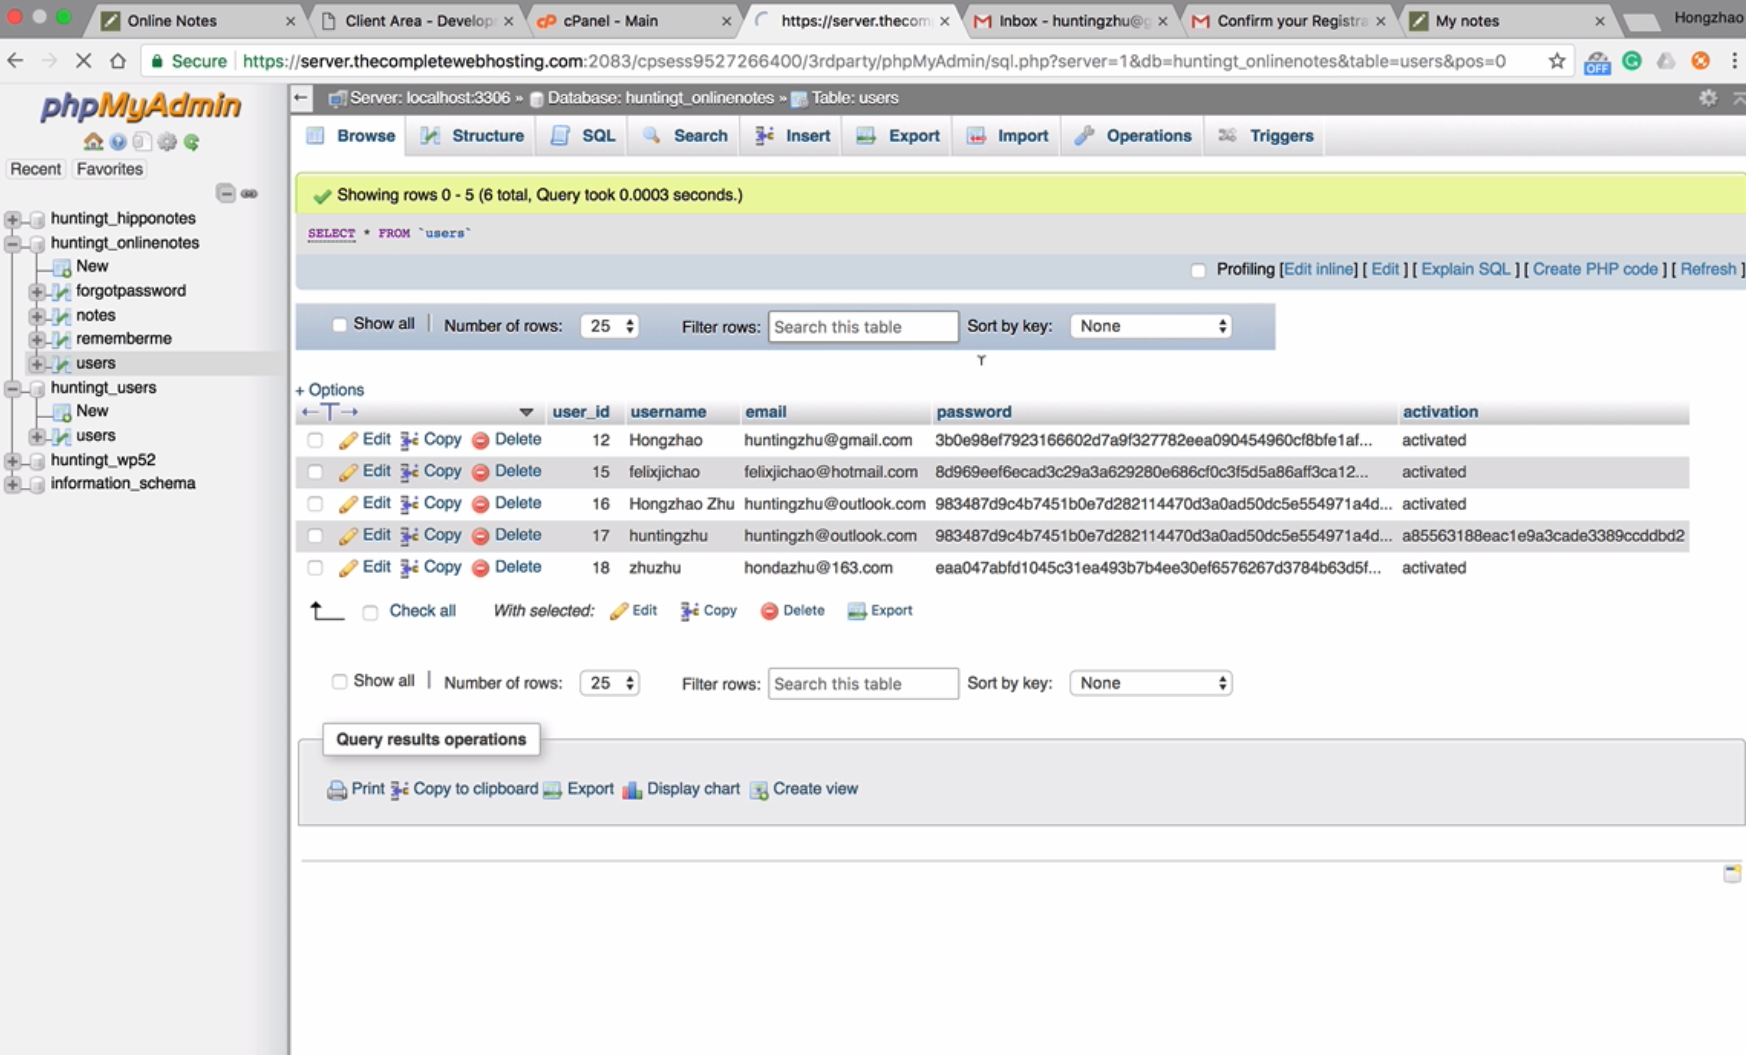 Online Notes
Client Area - Develop
cPanel - Main
https://server.thecom
Inbox - huntingzhu@g
Confirm your Registra
My notes
Hongzhao
Secure
https://server.thecompletewebhosting.com:2083/cpsess9527266400/3rdparty/phpMyAdmin/sql.php?server=1&db=huntingt_onlinenotes&table=users&pos=0
OFF
phpMyAdmin
Recent Favorites
huntingt_hipponotes
huntingt_onlinenotes
New
forgotpassword
notes
rememberme
users
huntingt_users
New
users
huntingt_wp52
information_schema
Server: localhost:3306 » Database: huntingt_onlinenotes » Table: users
Browse Structure SQL Search Insert Export Import Operations Triggers
Showing rows 0 - 5 (6 total, Query took 0.0003 seconds.)
SELECT * FROM `users`
Profiling [Edit inline] [ Edit ] [ Explain SQL ] [ Create PHP code ] [ Refresh ]
Show all | Number of rows: 25 Filter rows: Search this table Sort by key: None
+ Options
user_id username email password activation
Edit Copy Delete 12 Hongzhao huntingzhu@gmail.com 3b0e98ef7923166602d7a9f327782eea090454960cf8bfe1af... activated
Edit Copy Delete 15 felixjichao felixjichao@hotmail.com 8d969eef6ecad3c29a3a629280e686cf0c3f5d5a86aff3ca12... activated
Edit Copy Delete 16 Hongzhao Zhu huntingzhu@outlook.com 983487d9c4b7451b0e7d282114470d3a0ad50dc5e554971a4d... activated
Edit Copy Delete 17 huntingzhu huntingzh@outlook.com 983487d9c4b7451b0e7d282114470d3a0ad50dc5e554971a4d... a85563188eac1e9a3cade3389ccddbd2
Edit Copy Delete 18 zhuzhu hondazhu@163.com eaa047abfd1045c31ea493b7b4ee30ef6576267d3784b63d5f... activated
Check all With selected: Edit Copy Delete Export
Show all | Number of rows: 25 Filter rows: Search this table Sort by key: None
Query results operations
Print Copy to clipboard Export Display chart Create view